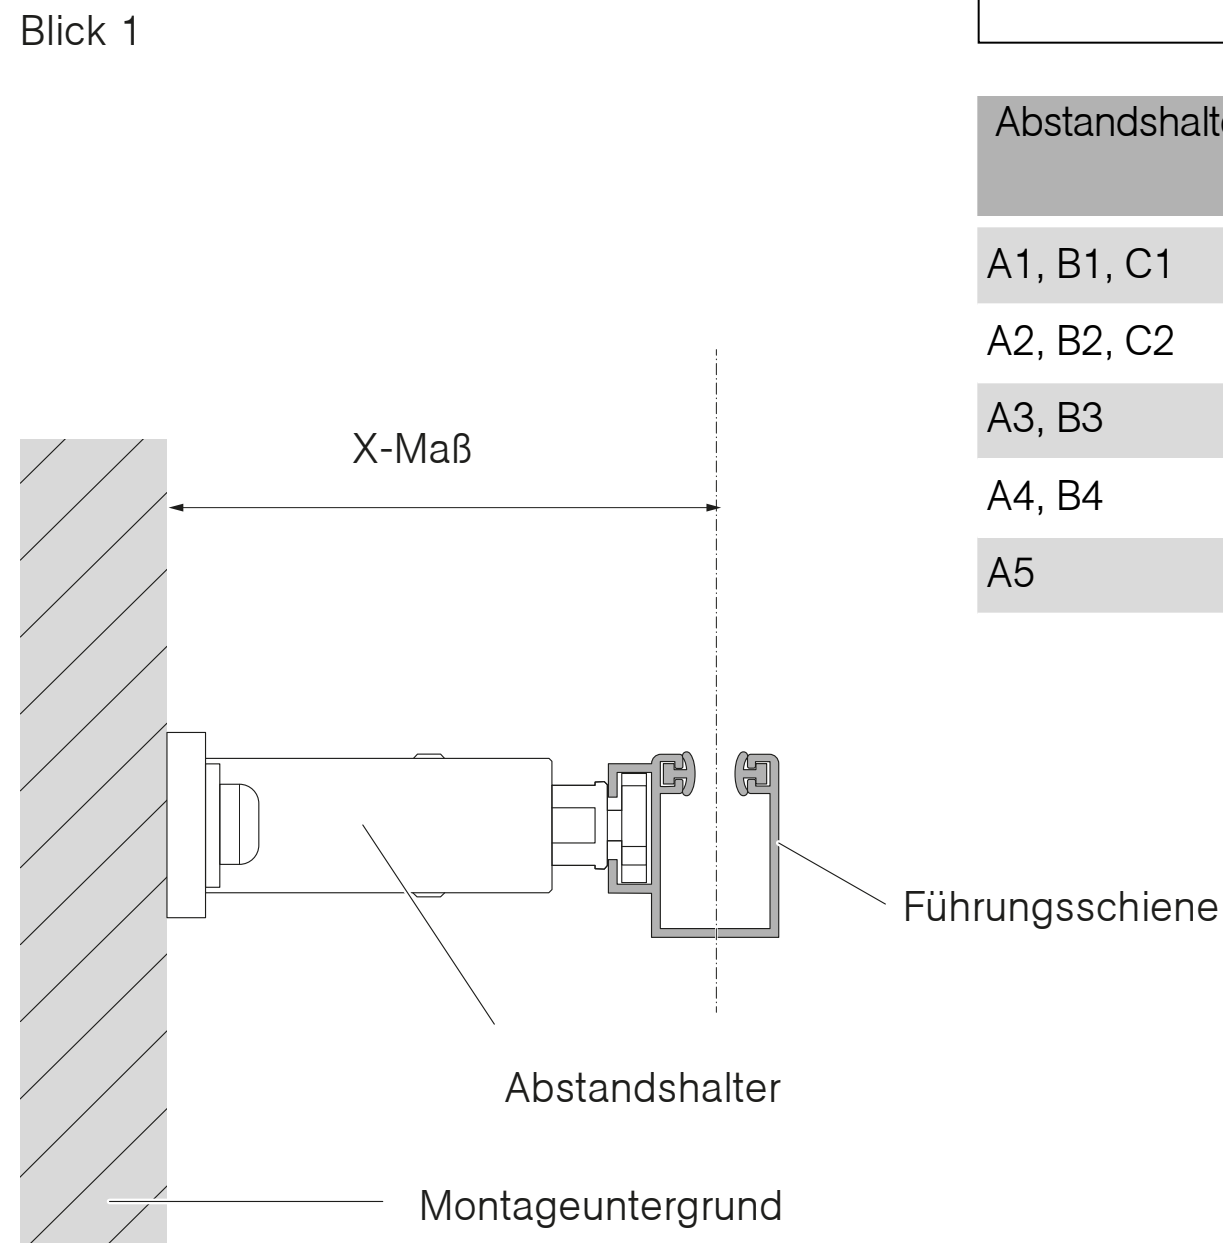 Blick 1
Abstandshalte
A1, B1, C1
A2, B2, C2
A3, B3
A4, B4
A5
X-Maß
Führungsschiene
Abstandshalter
Montageuntergrund